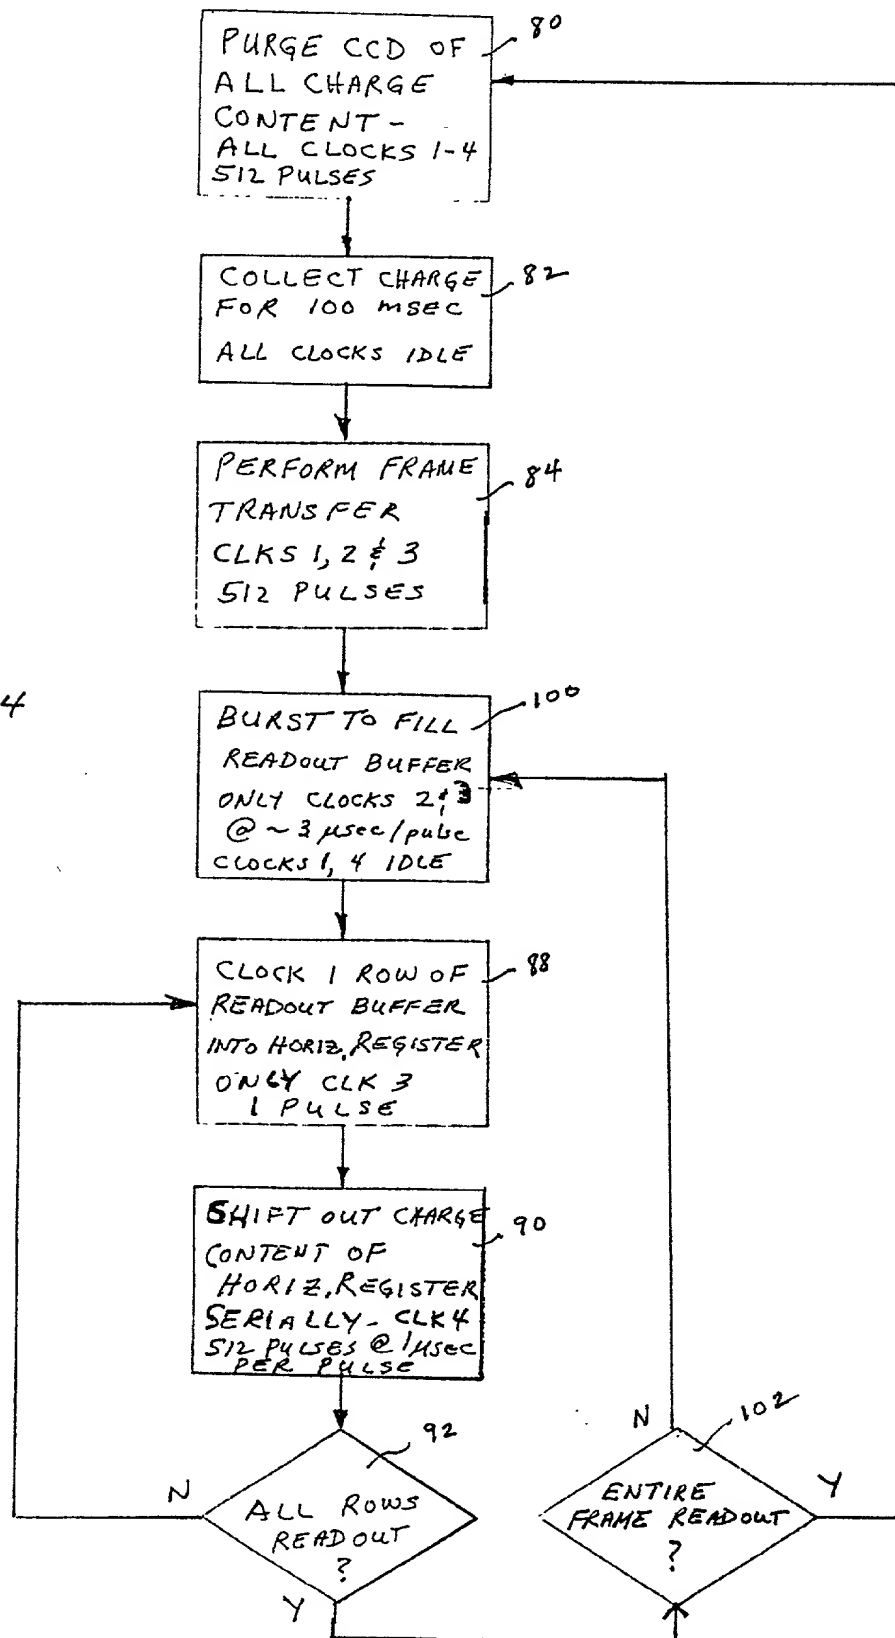 80
PURGE CCD OF
ALL CHARGE
CONTENT -
ALL CLOCKS 1-4
512 PULSES
82
COLLECT CHARGE
FOR 100 msec
ALL CLOCKS IDLE
84
PERFORM FRAME
TRANSFER
CLKS 1, 2 & 3
512 PULSES
4
100
BURST TO FILL
READOUT BUFFER
ONLY CLOCKS 2 & 3
@ ~ 3 μsec/pulse
CLOCKS 1, 4 IDLE
88
CLOCK 1 ROW OF
READOUT BUFFER
INTO HORIZ. REGISTER
ONLY CLK 3
1 PULSE
90
SHIFT OUT CHARGE
CONTENT OF
HORIZ. REGISTER
SERIALLY - CLK 4
512 PULSES @ 1 μsec
PER PULSE
92
N
ALL ROWS
READOUT
?
Y
102
N
Y
ENTIRE
FRAME READOUT
?